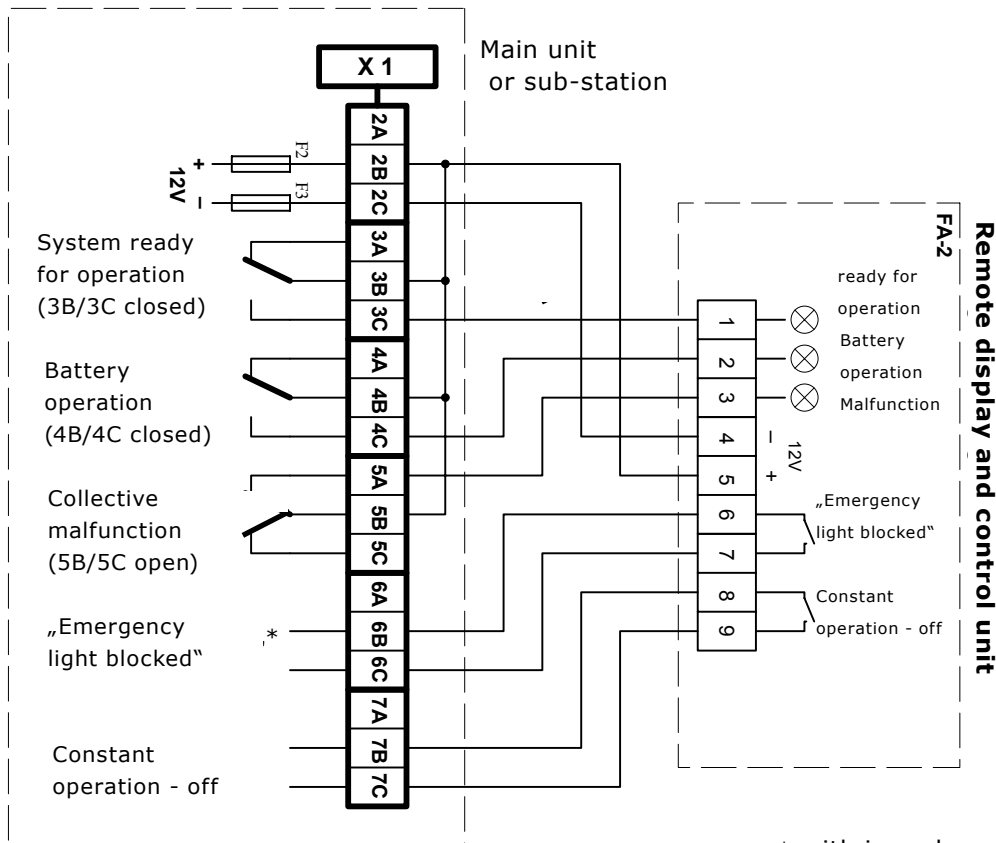 X 1
Main unit
or sub-station
2A
2B
2C
3A
3B
3C
4A
4B
4C
5A
5B
5C
6A
6B
6C
7A
7B
7C
F2
F3
+
12V
–
System ready
for operation
(3B/3C closed)
Battery
operation
(4B/4C closed)
Collective
malfunction
(5B/5C open)
„Emergency
light blocked“
*
Constant
operation - off
FA-2
Remote display and control unit
1
2
3
4
5
6
7
8
9
ready for
operation
Battery
operation
Malfunction
–
12V
+
„Emergency
light blocked“
Constant
operation - off